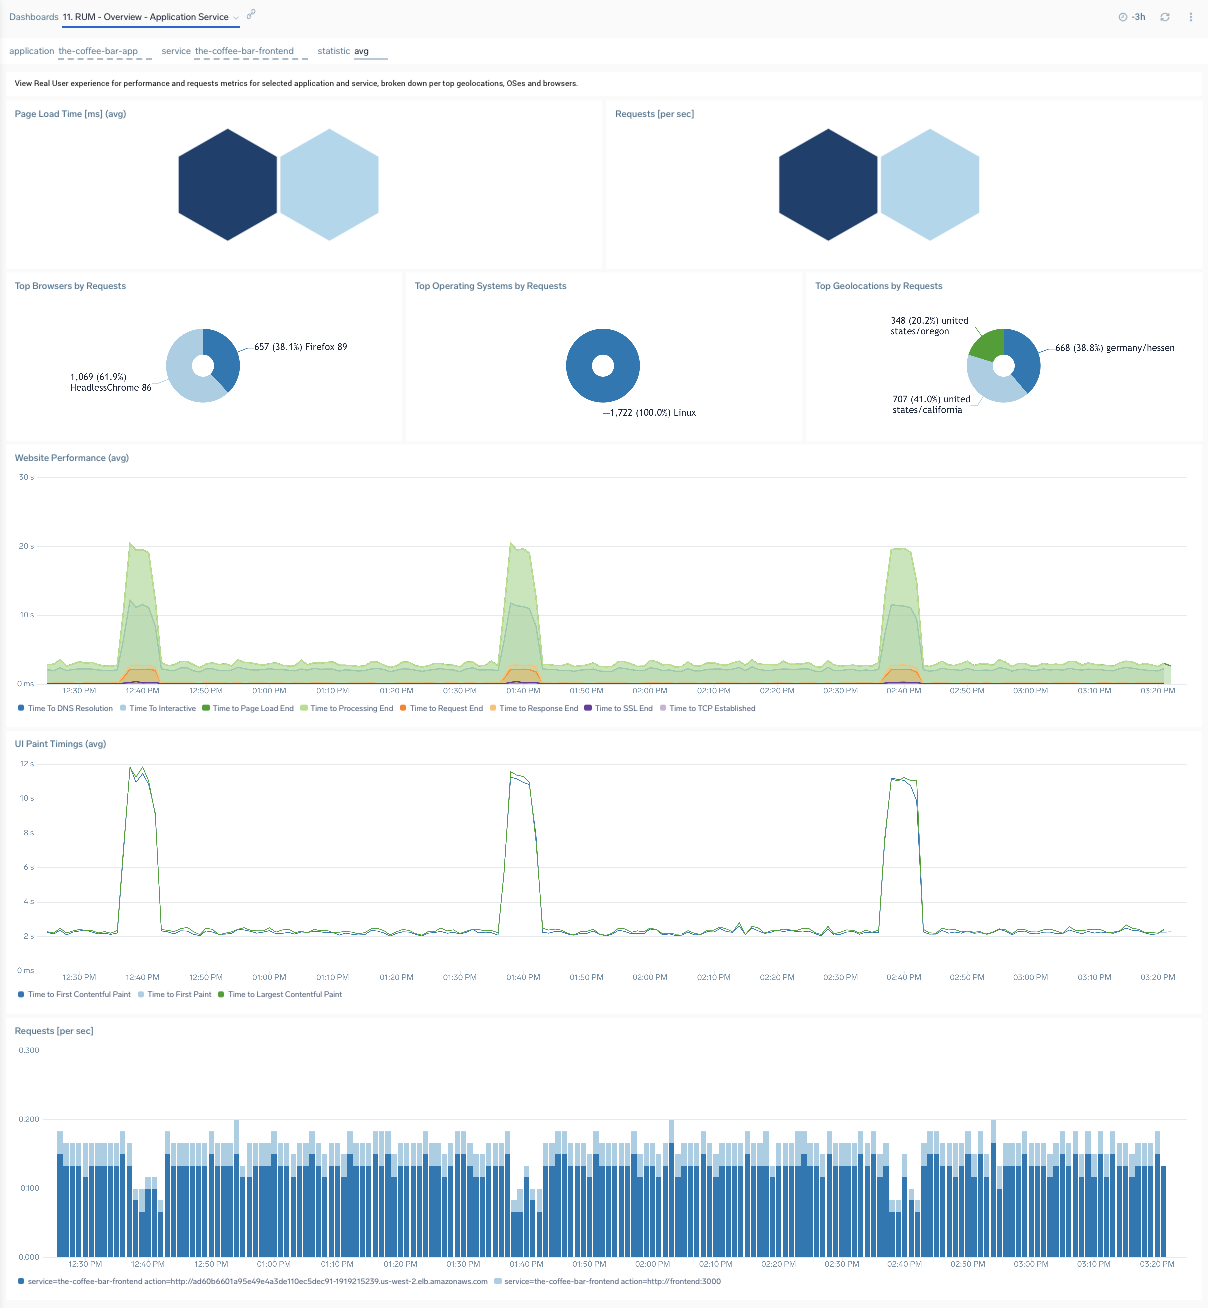 Dashboards 11. RUM - Overview - Application Service
-3h
application the-coffee-bar-app service the-coffee-bar-frontend statistic avg
View Real User experience for performance and requests metrics for selected application and service, broken down per top geolocations, OSes and browsers.
Page Load Time [ms] (avg)
Requests [per sec]
Top Browsers by Requests
657 (38.1%) Firefox 89
1,069 (61.9%)
HeadlessChrome 86
Top Operating Systems by Requests
1,722 (100.0%) Linux
Top Geolocations by Requests
348 (20.2%) united
states/oregon
668 (38.8%) germany/hessen
707 (41.0%) united
states/california
Website Performance (avg)
30 s
20 s
10 s
0 ms
12:30 PM 12:40 PM 12:50 PM 01:00 PM 01:10 PM 01:20 PM 01:30 PM 01:40 PM 01:50 PM 02:00 PM 02:10 PM 02:20 PM 02:30 PM 02:40 PM 02:50 PM 03:00 PM 03:10 PM 03:20 PM
Time To DNS Resolution Time To Interactive Time to Page Load End Time to Processing End Time to Request End Time to Response End Time to SSL End Time to TCP Established
UI Paint Timings (avg)
12 s
10 s
8 s
6 s
4 s
2 s
0 ms
12:30 PM 12:40 PM 12:50 PM 01:00 PM 01:10 PM 01:20 PM 01:30 PM 01:40 PM 01:50 PM 02:00 PM 02:10 PM 02:20 PM 02:30 PM 02:40 PM 02:50 PM 03:00 PM 03:10 PM 03:20 PM
Time to First Contentful Paint Time to First Paint Time to Largest Contentful Paint
Requests [per sec]
0.300
0.200
0.100
0.000
12:30 PM 12:40 PM 12:50 PM 01:00 PM 01:10 PM 01:20 PM 01:30 PM 01:40 PM 01:50 PM 02:00 PM 02:10 PM 02:20 PM 02:30 PM 02:40 PM 02:50 PM 03:00 PM 03:10 PM 03:20 PM
service=the-coffee-bar-frontend action=http://ad60b6601a95e49e4a3de110ec5dec91-1919215239.us-west-2.elb.amazonaws.com service=the-coffee-bar-frontend action=http://frontend:3000